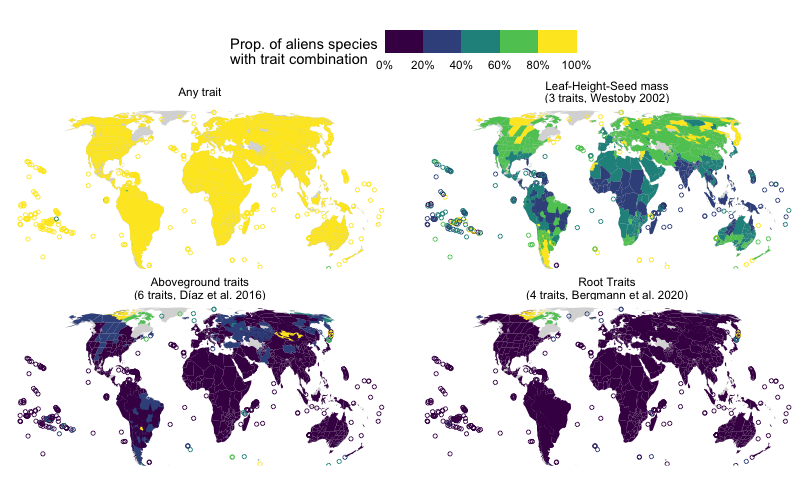 Prop. of aliens species
with trait combination
0% 20% 40% 60% 80% 100%
Any trait
Leaf-Height-Seed mass
(3 traits, Westoby 2002)
Aboveground traits
(6 traits, Díaz et al. 2016)
Root Traits
(4 traits, Bergmann et al. 2020)